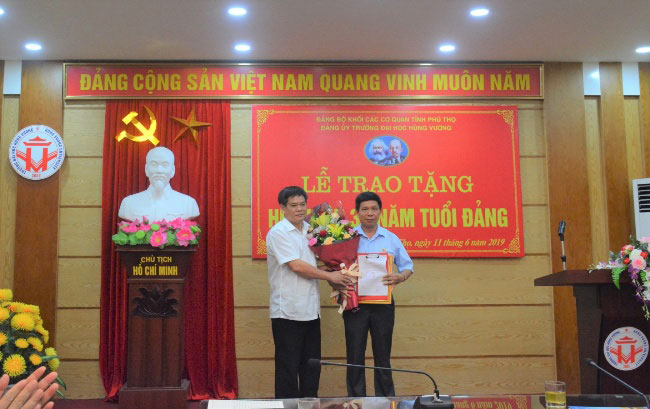 ĐẢNG CỘNG SẢN VIỆT NAM QUANG VINH MUÔN NĂM
ĐẢNG BỘ KHỐI CÁC CƠ QUAN TỈNH PHÚ THỌ
ĐẢNG ỦY TRƯỜNG ĐẠI HỌC HÙNG VƯƠNG
LỄ TRAO TẶNG
NĂM TUỔI ĐẢNG
ngày 11 tháng 6 năm 2019
CHỦ TỊCH
HỒ CHÍ MINH